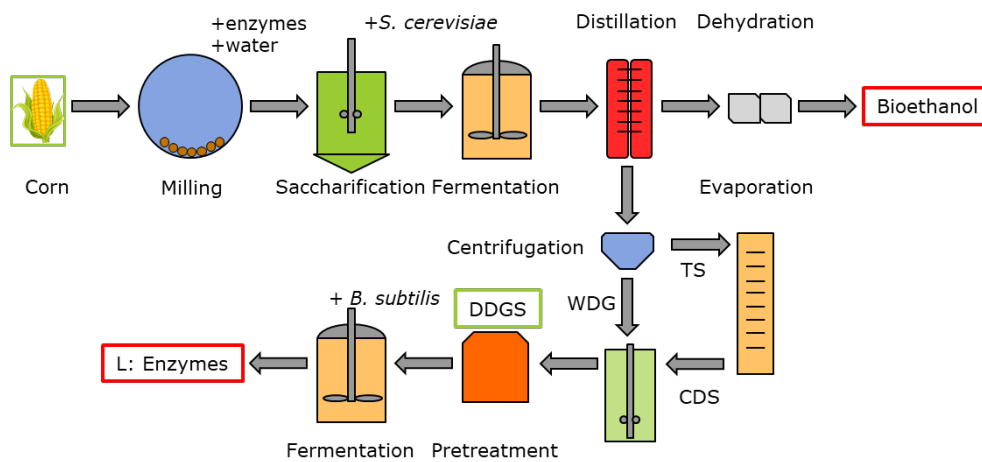 +enzymes
+water
+S. cerevisiae
Distillation
Dehydration
Bioethanol
Corn
Milling
Saccharification
Fermentation
Evaporation
Centrifugation
TS
+ B. subtilis
DDGS
WDG
L: Enzymes
CDS
Fermentation
Pretreatment